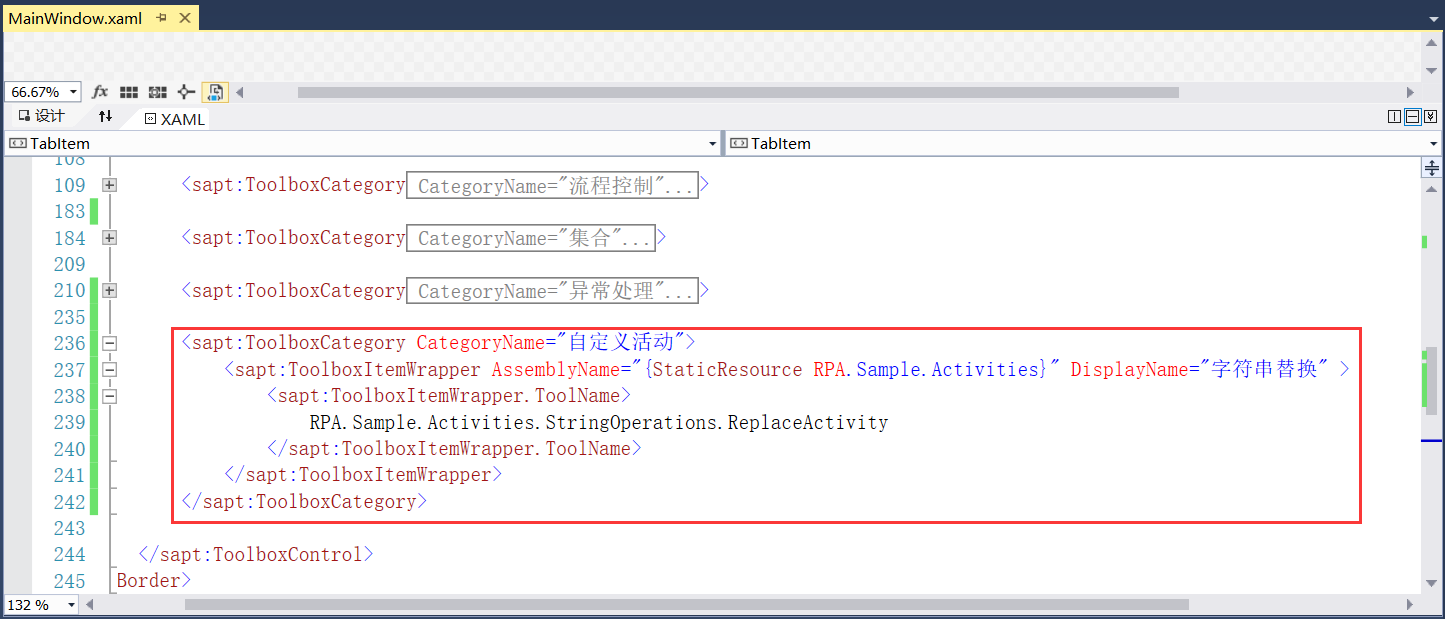 MainWindow.xaml
66.67%
设计
XAML
TabItem
TabItem
108
109 <sapt:ToolboxCategory CategoryName="流程控制"...>
183
184 <sapt:ToolboxCategory CategoryName="集合"...>
209
210 <sapt:ToolboxCategory CategoryName="异常处理"...>
235
236 <sapt:ToolboxCategory CategoryName="自定义活动">
237 <sapt:ToolboxItemWrapper AssemblyName="{StaticResource RPA.Sample.Activities}" DisplayName="字符串替换" >
238 <sapt:ToolboxItemWrapper.ToolName>
239 RPA.Sample.Activities.StringOperations.ReplaceActivity
240 </sapt:ToolboxItemWrapper.ToolName>
241 </sapt:ToolboxItemWrapper>
242 </sapt:ToolboxCategory>
243
244 </sapt:ToolboxControl>
245 Border>
132 %